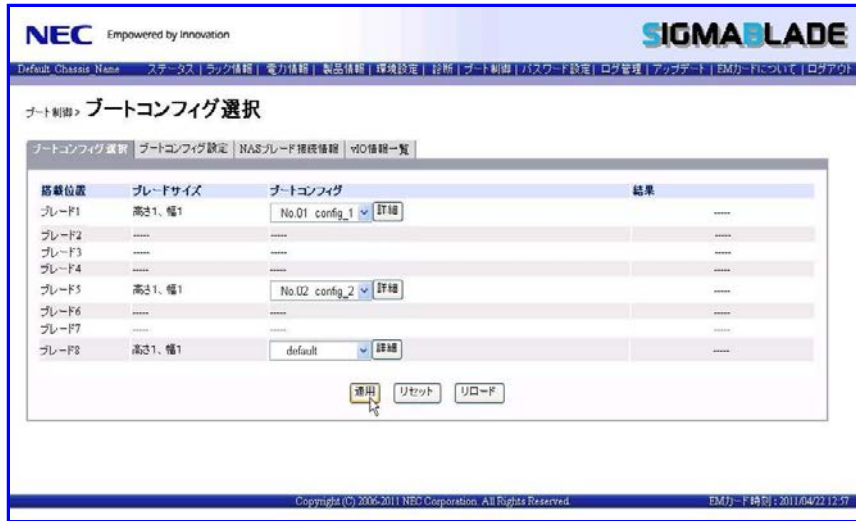 NEC Empowered by Innovation
SIGMABLADE
Default_Chassis_Name ステータス | ラック情報 | 電力情報 | 製品情報 | 環境設定 | 診断 | ブート制御 | パスワード設定 | ログ管理 | アップデート | EMカードについて | ログアウト
ブート制御> ブートコンフィグ選択
ブートコンフィグ選択 ブートコンフィグ設定 NASブレード接続情報 vIO情報一覧
搭載位置 ブレードサイズ ブートコンフィグ 結果
ブレード1 高さ1、幅1 No.01 config_1 詳細 -----
ブレード2 ----- ----- -----
ブレード3 ----- ----- -----
ブレード4 ----- ----- -----
ブレード5 高さ1、幅1 No.02 config_2 詳細 -----
ブレード6 ----- ----- -----
ブレード7 ----- ----- -----
ブレード8 高さ1、幅1 default 詳細 -----
適用 リセット リロード
Copyright (C) 2006-2011 NEC Corporation. All Rights Reserved. EMカード時刻 : 2011/04/22 12:57